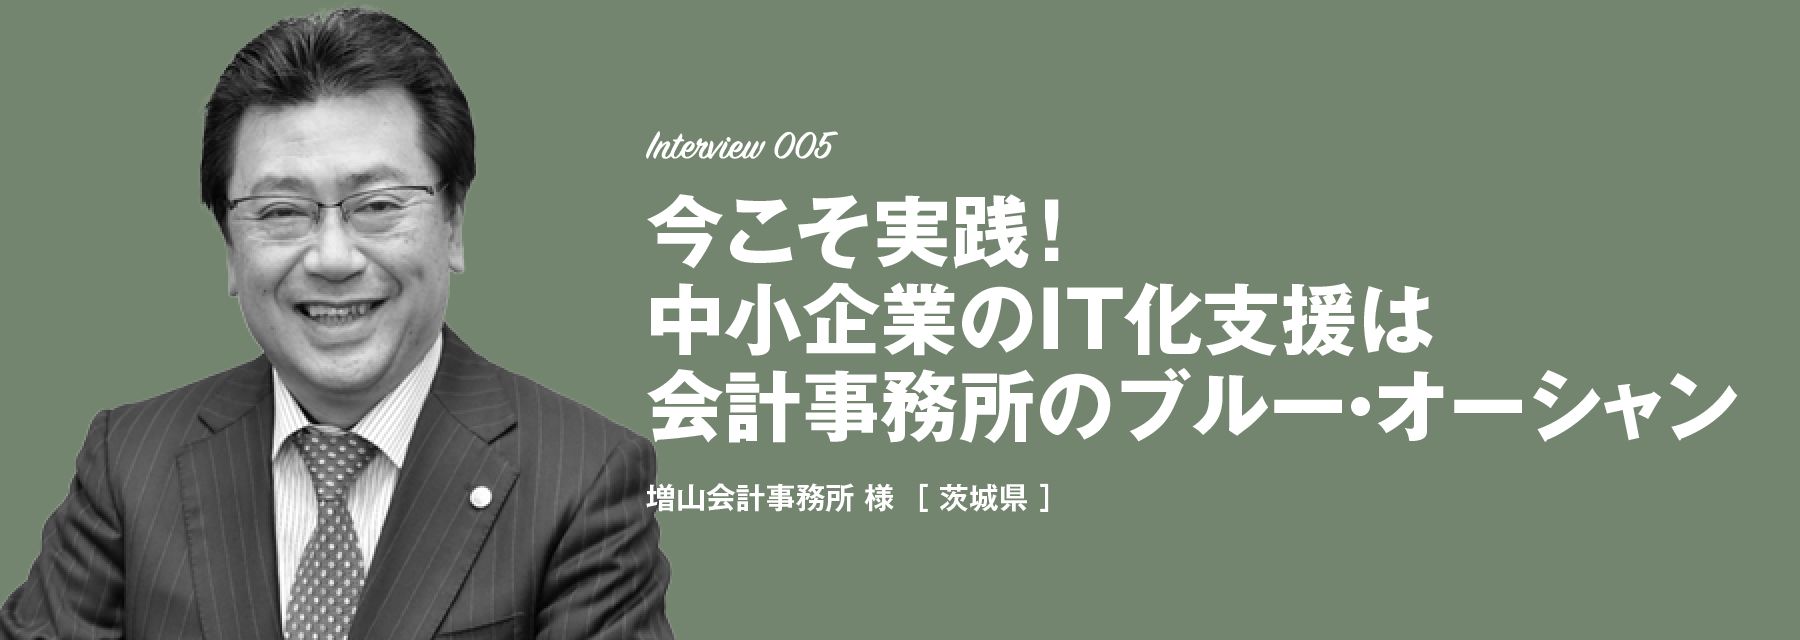 Interview 005
今こそ実践！
中小企業のIT化支援は
会計事務所のブルー・オーシャン
増山会計事務所 様 ［ 茨城県 ］